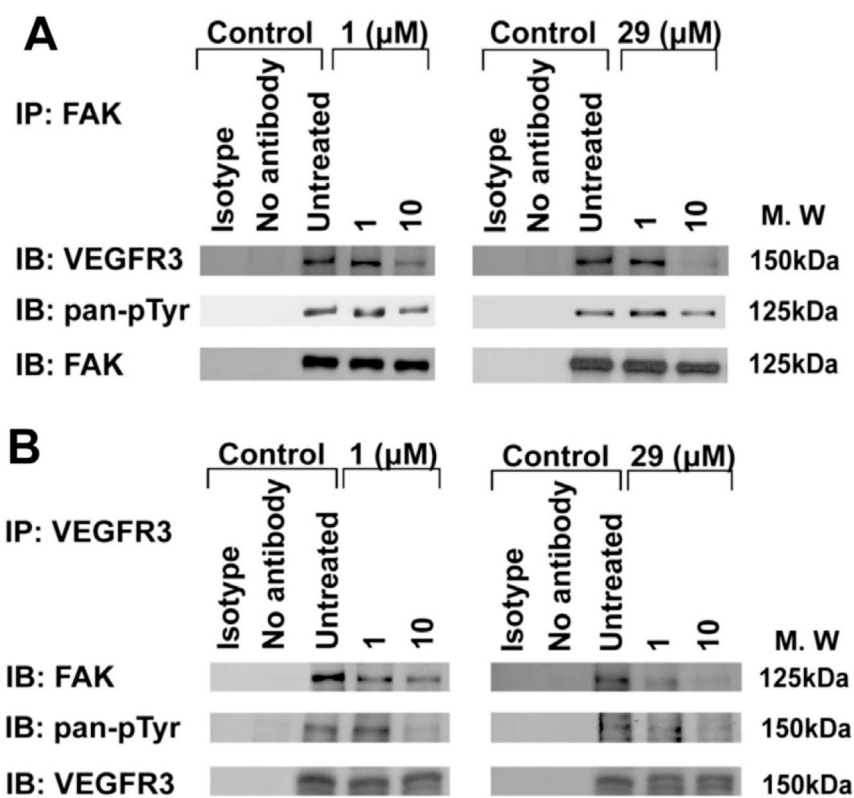 A
Control 1 (µM) Control 29 (µM)
IP: FAK
Isotype No antibody Untreated 1 10 Isotype No antibody Untreated 1 10 M. W
IB: VEGFR3 150kDa
IB: pan-pTyr 125kDa
IB: FAK 125kDa
B
Control 1 (µM) Control 29 (µM)
IP: VEGFR3
Isotype No antibody Untreated 1 10 Isotype No antibody Untreated 1 10 M. W
IB: FAK 125kDa
IB: pan-pTyr 150kDa
IB: VEGFR3 150kDa